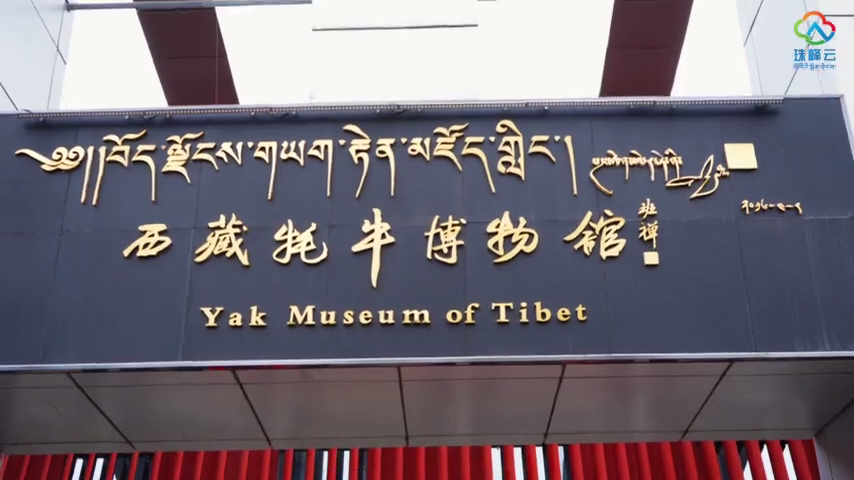 珠峰云
༄༅།།བོད་ལྗོངས་གཡག་རྟེན་མཛོད་གླིང་།
西藏牦牛博物馆
班禅
Yak Museum of Tibet